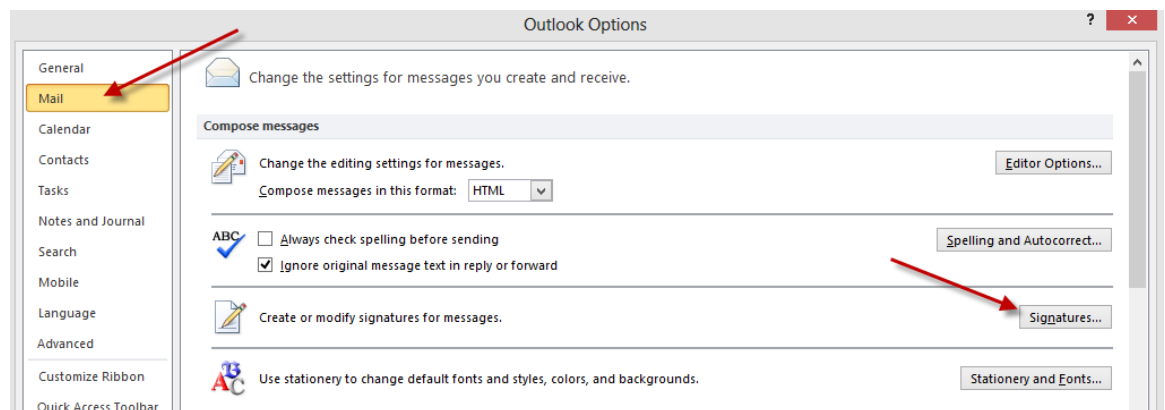 Outlook Options
?
×
General
Mail
Calendar
Contacts
Tasks
Notes and Journal
Search
Mobile
Language
Advanced
Customize Ribbon
Quick Access Toolbar
Change the settings for messages you create and receive.
Compose messages
Change the editing settings for messages.
Editor Options...
Compose messages in this format: HTML
ABC
Always check spelling before sending
Spelling and Autocorrect...
Ignore original message text in reply or forward
Create or modify signatures for messages.
Signatures...
Use stationery to change default fonts and styles, colors, and backgrounds.
Stationery and Fonts...